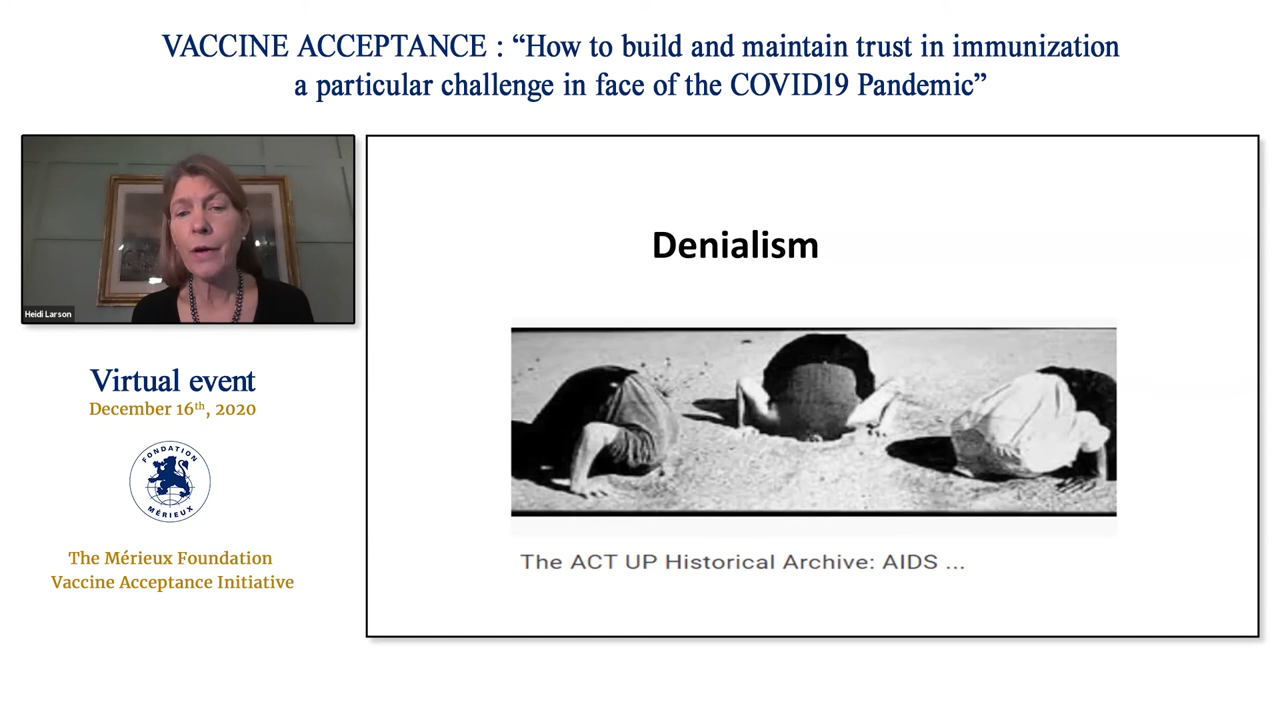 VACCINE ACCEPTANCE : “How to build and maintain trust in immunization
a particular challenge in face of the COVID19 Pandemic”
Heidi Larson
Virtual event
December 16th, 2020
FONDATION
MÉRIEUX
The Mérieux Foundation
Vaccine Acceptance Initiative
Denialism
The ACT UP Historical Archive: AIDS ...